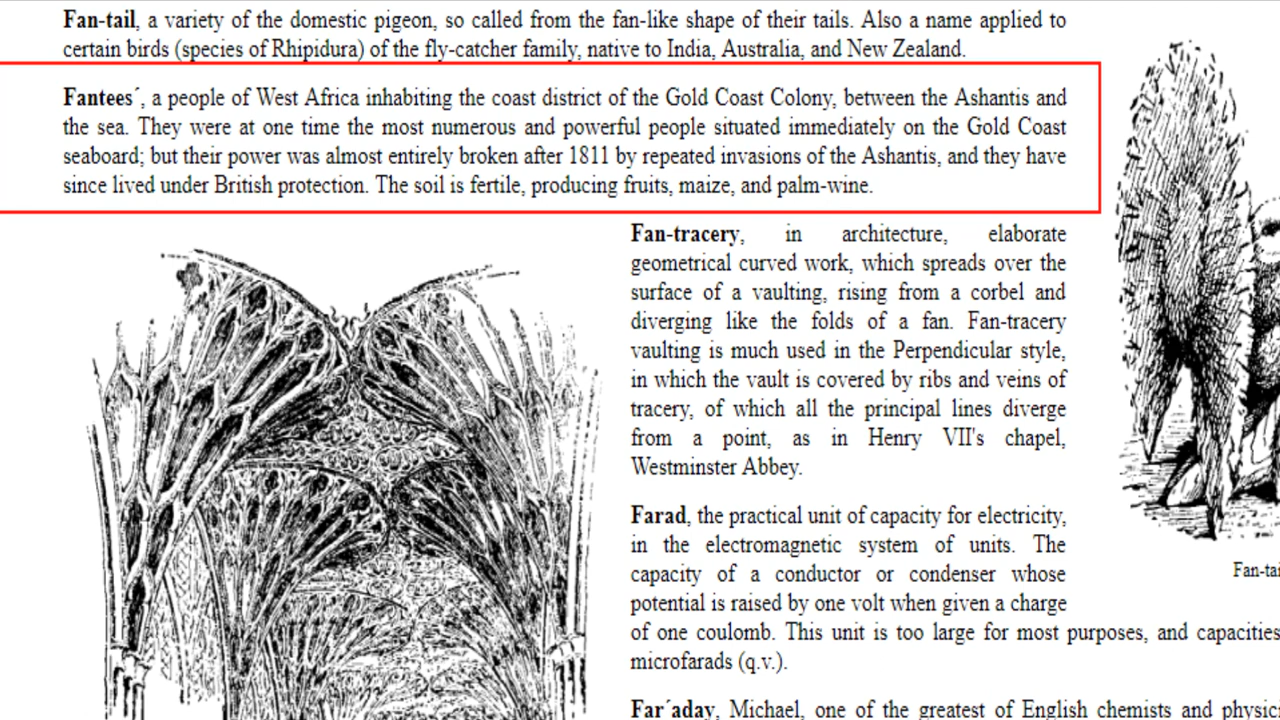 Fan-tail, a variety of the domestic pigeon, so called from the fan-like shape of their tails. Also a name applied to
certain birds (species of Rhipidura) of the fly-catcher family, native to India, Australia, and New Zealand.
Fantees´, a people of West Africa inhabiting the coast district of the Gold Coast Colony, between the Ashantis and
the sea. They were at one time the most numerous and powerful people situated immediately on the Gold Coast
seaboard; but their power was almost entirely broken after 1811 by repeated invasions of the Ashantis, and they have
since lived under British protection. The soil is fertile, producing fruits, maize, and palm-wine.
Fan-tracery, in architecture, elaborate
geometrical curved work, which spreads over the
surface of a vaulting, rising from a corbel and
diverging like the folds of a fan. Fan-tracery
vaulting is much used in the Perpendicular style,
in which the vault is covered by ribs and veins of
tracery, of which all the principal lines diverge
from a point, as in Henry VII's chapel,
Westminster Abbey.
Farad, the practical unit of capacity for electricity,
in the electromagnetic system of units. The
capacity of a conductor or condenser whose
potential is raised by one volt when given a charge
of one coulomb. This unit is too large for most purposes, and capacities
microfarads (q.v.).
Far´aday, Michael, one of the greatest of English chemists and physic
Fan-tai